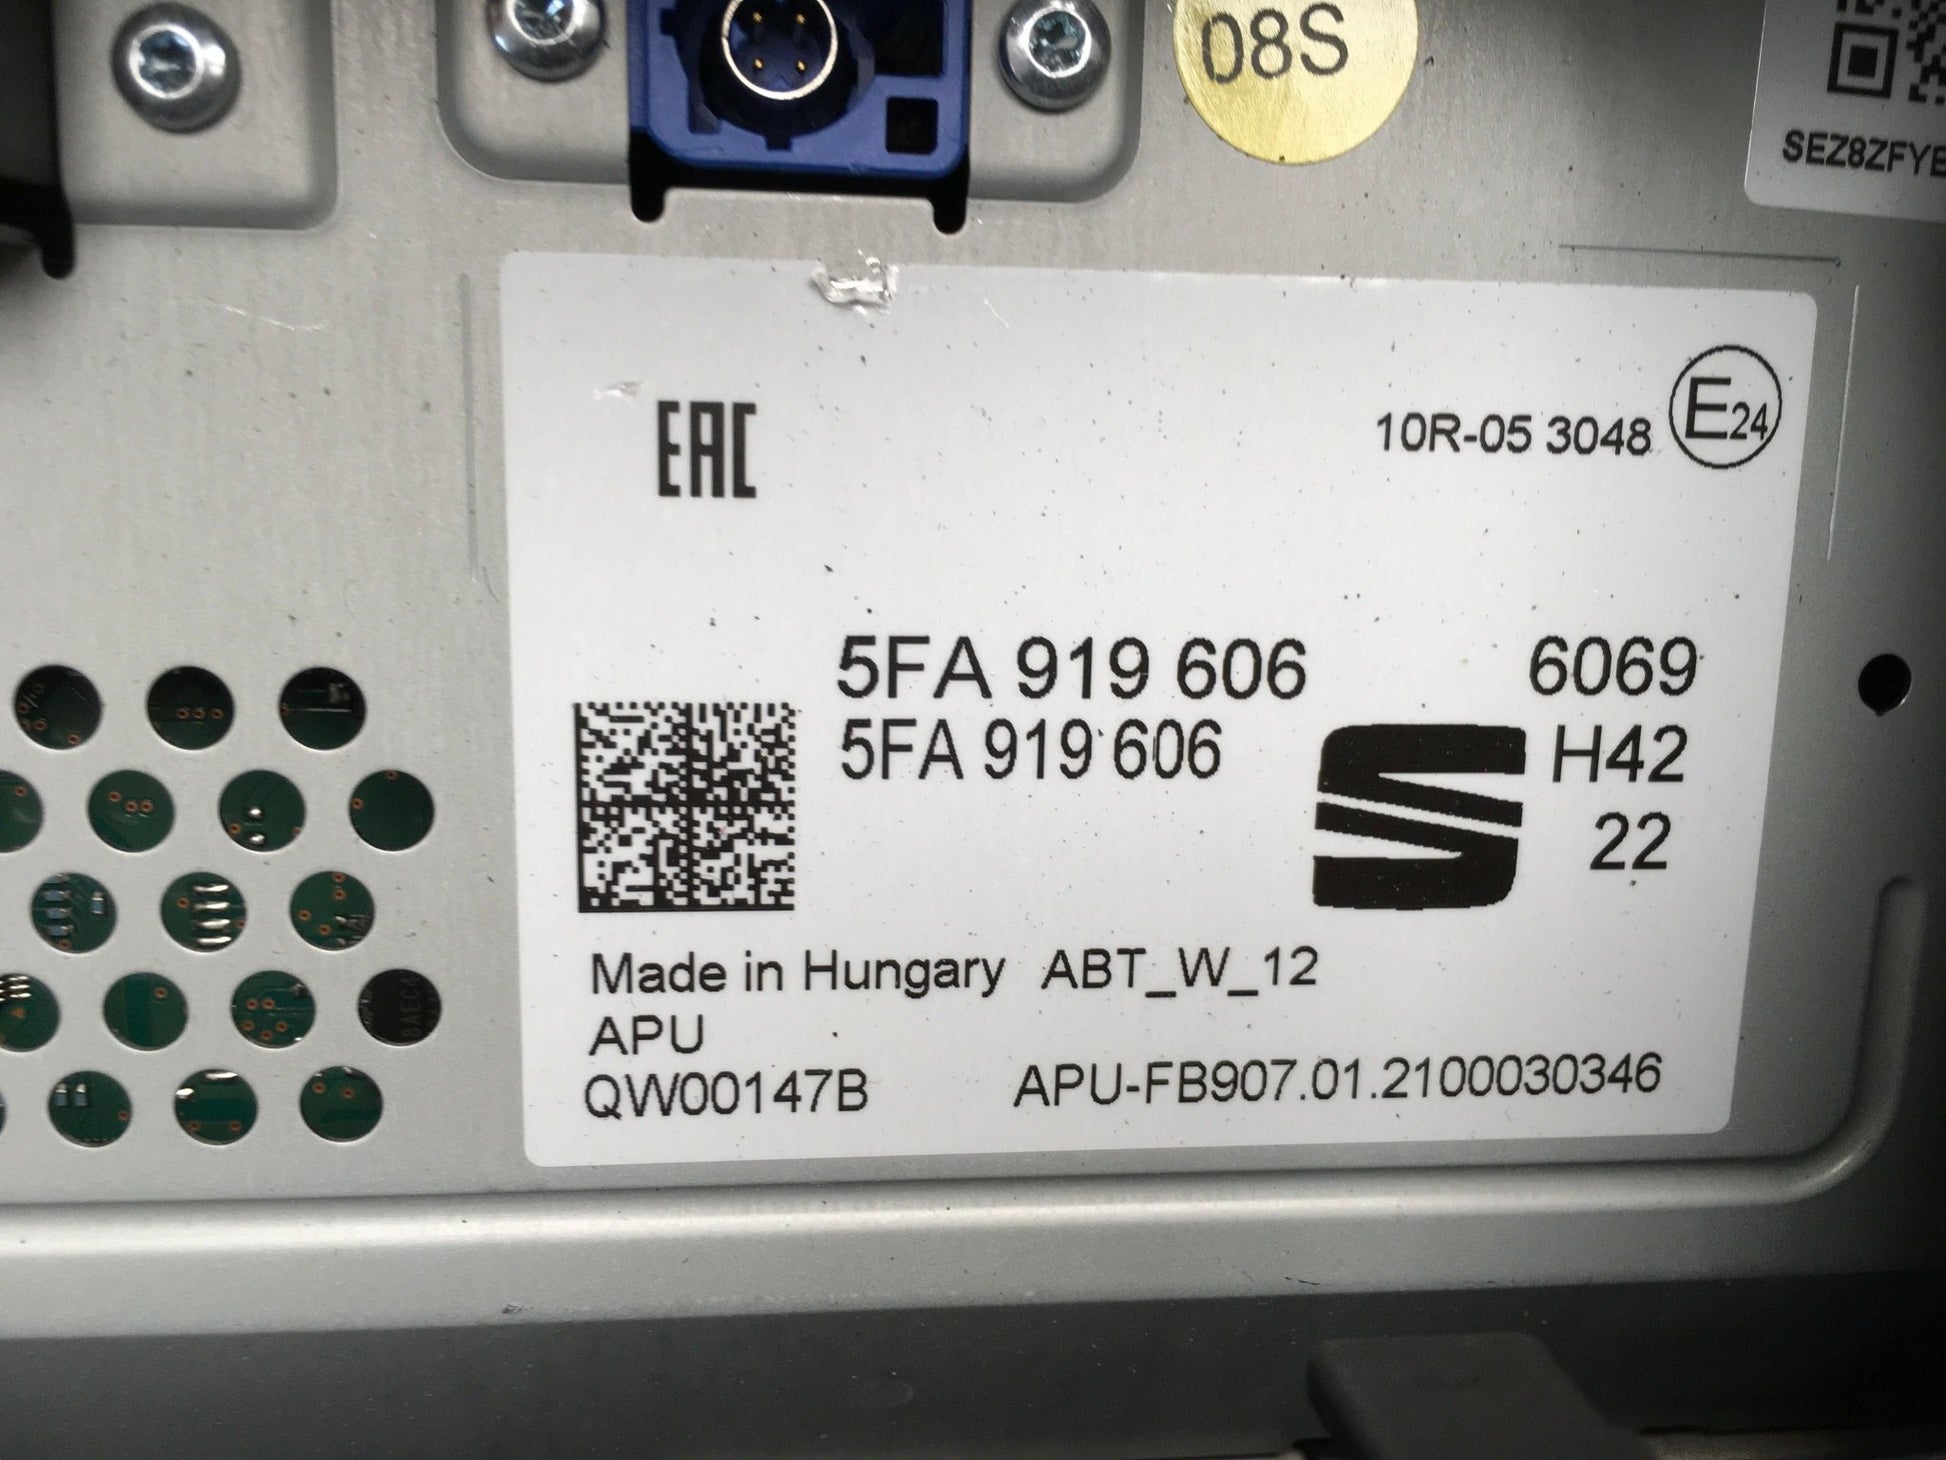 08S
SEZ8ZFYE
EAC
10R-05 3048 E24
5FA 919 606 6069
5FA 919 606 H42
22
Made in Hungary ABT_W_12
APU
QW00147B APU-FB907.01.2100030346